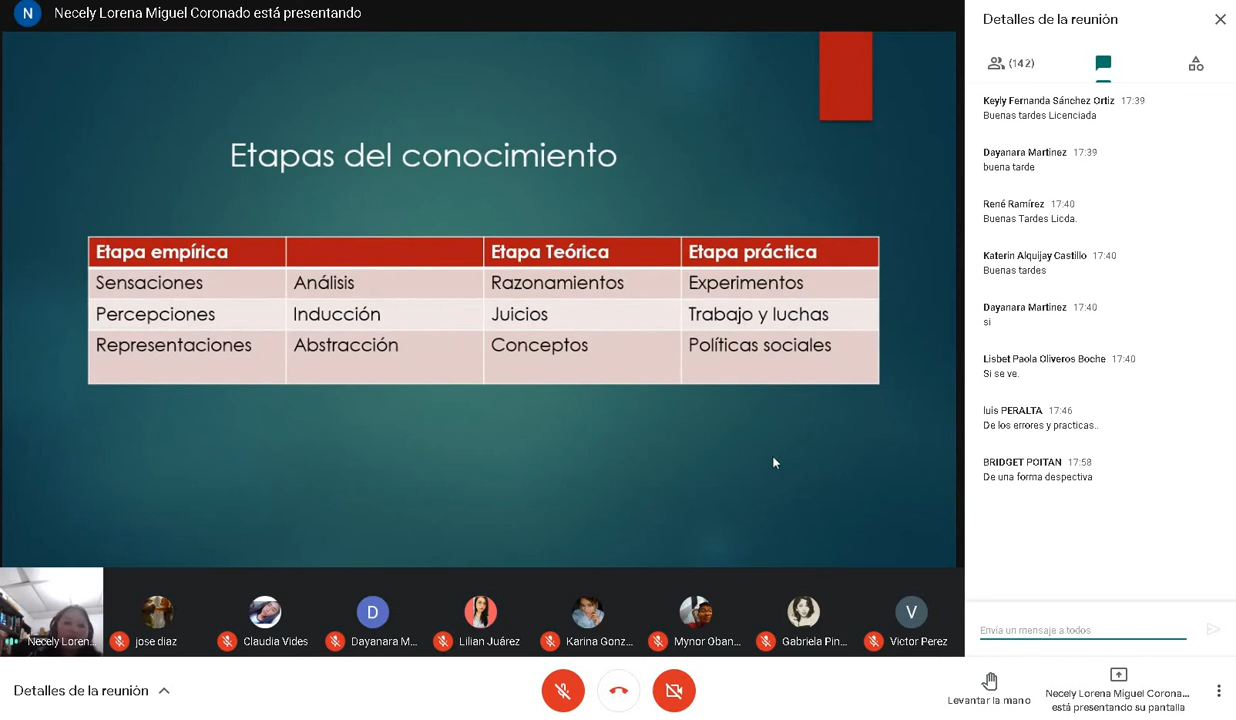 N Necely Lorena Miguel Coronado está presentando
Etapas del conocimiento
Etapa empírica Etapa Teórica Etapa práctica
Sensaciones Análisis Razonamientos Experimentos
Percepciones Inducción Juicios Trabajo y luchas
Representaciones Abstracción Conceptos Políticas sociales
Necely Loren...
jose diaz
Claudia Vides
D
Dayanara M...
Lilian Juárez
Karina Gonz...
Mynor Oban...
Gabriela Pin...
V
Victor Perez
Detalles de la reunión
(142)
Keyly Fernanda Sánchez Ortiz 17:39
Buenas tardes Licenciada
Dayanara Martinez 17:39
buena tarde
René Ramírez 17:40
Buenas Tardes Licda.
Katerin Alquijay Castillo 17:40
Buenas tardes
Dayanara Martinez 17:40
si
Lisbet Paola Oliveros Boche 17:40
Si se ve.
luis PERALTA 17:46
De los errores y practicas..
BRIDGET POITAN 17:58
De una forma despectiva
Envía un mensaje a todos
Detalles de la reunión
Levantar la mano
Necely Lorena Miguel Corona...
está presentando su pantalla